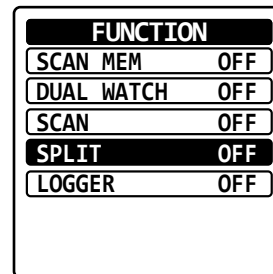 FUNCTION
SCAN MEM OFF
DUAL WATCH OFF
SCAN OFF
SPLIT OFF
LOGGER OFF